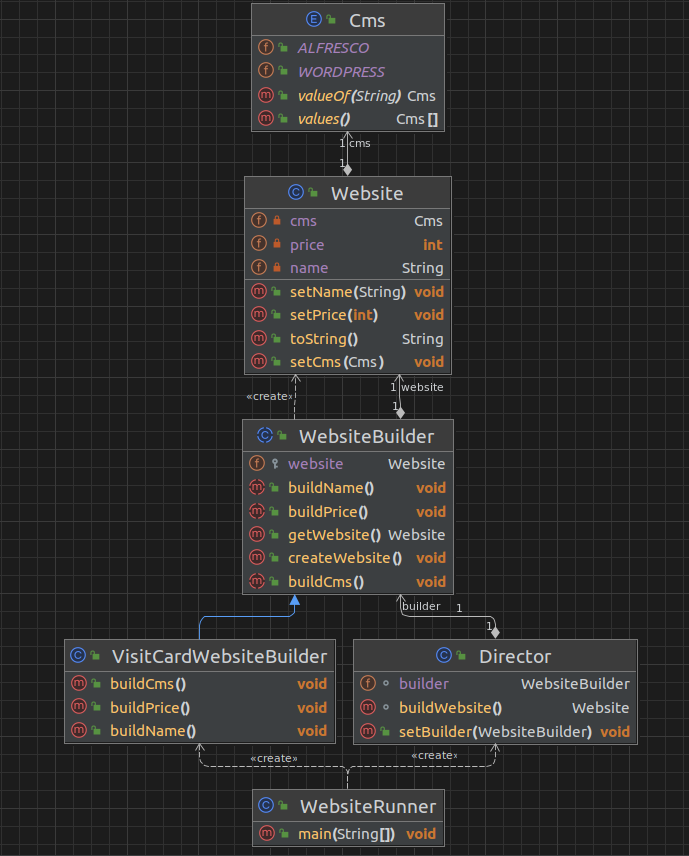 Cms
ALFRESCO
WORDPRESS
valueOf(String) Cms
values() Cms[]
1 cms
1
Website
cms Cms
price int
name String
setName(String) void
setPrice(int) void
toString() String
setCms(Cms) void
«create» 1 website
1
WebsiteBuilder
website Website
buildName() void
buildPrice() void
getWebsite() Website
createWebsite() void
buildCms() void
builder 1
1
VisitCardWebsiteBuilder
buildCms() void
buildPrice() void
buildName() void
Director
builder WebsiteBuilder
buildWebsite() Website
setBuilder(WebsiteBuilder) void
«create» «create»
WebsiteRunner
main(String[]) void